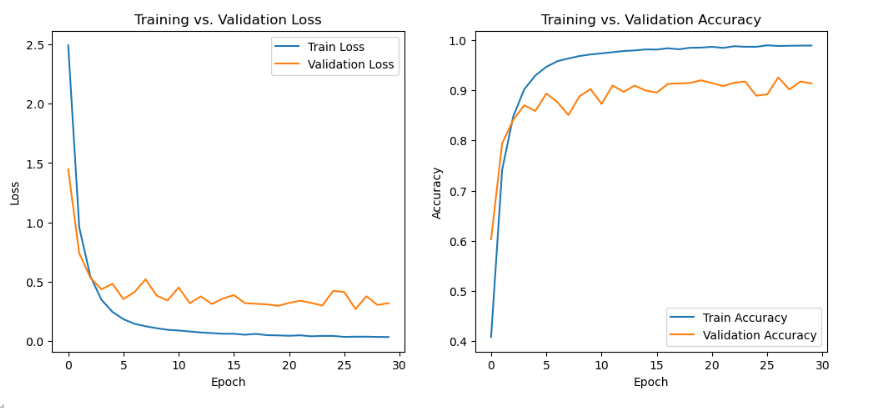 Training vs. Validation Loss
Train Loss
Validation Loss
2.5
2.0
1.5
1.0
0.5
0.0
Loss
0 5 10 15 20 25 30
Epoch
Training vs. Validation Accuracy
1.0
0.9
0.8
0.7
0.6
0.5
0.4
Accuracy
Train Accuracy
Validation Accuracy
0 5 10 15 20 25 30
Epoch